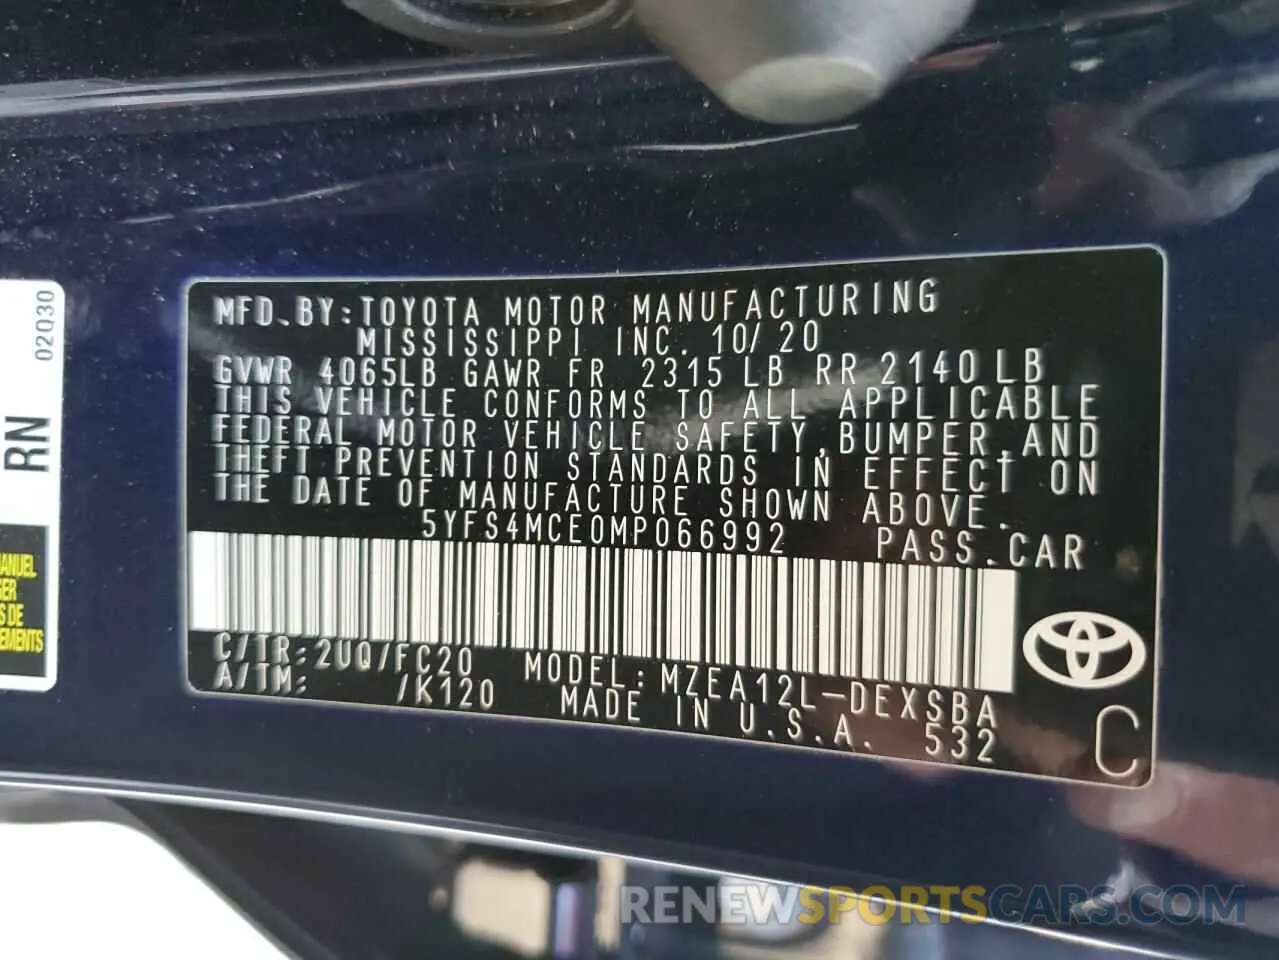 02Q30
RN
MFD.BY:TOYOTA MOTOR MANUFACTURING
MISSISSIPPI INC. 10/20
GVWR 4065LB GAWR FR 2315 LB RR 2140 LB
THIS VEHICLE CONFORMS TO ALL APPLICABLE
FEDERAL MOTOR VEHICLE SAFETY,BUMPER,AND
THEFT PREVENTION STANDARDS IN EFFECT ON
THE DATE OF MANUFACTURE SHOWN ABOVE.
5YFS4MCE0MP066992 PASS.CAR
C/TR:2UQ/FC20 MODEL:MZEA12L-DEXSBA
A/TM: /K120 MADE IN U.S.A. 532
C
RENEWSPORTSCARS.COM